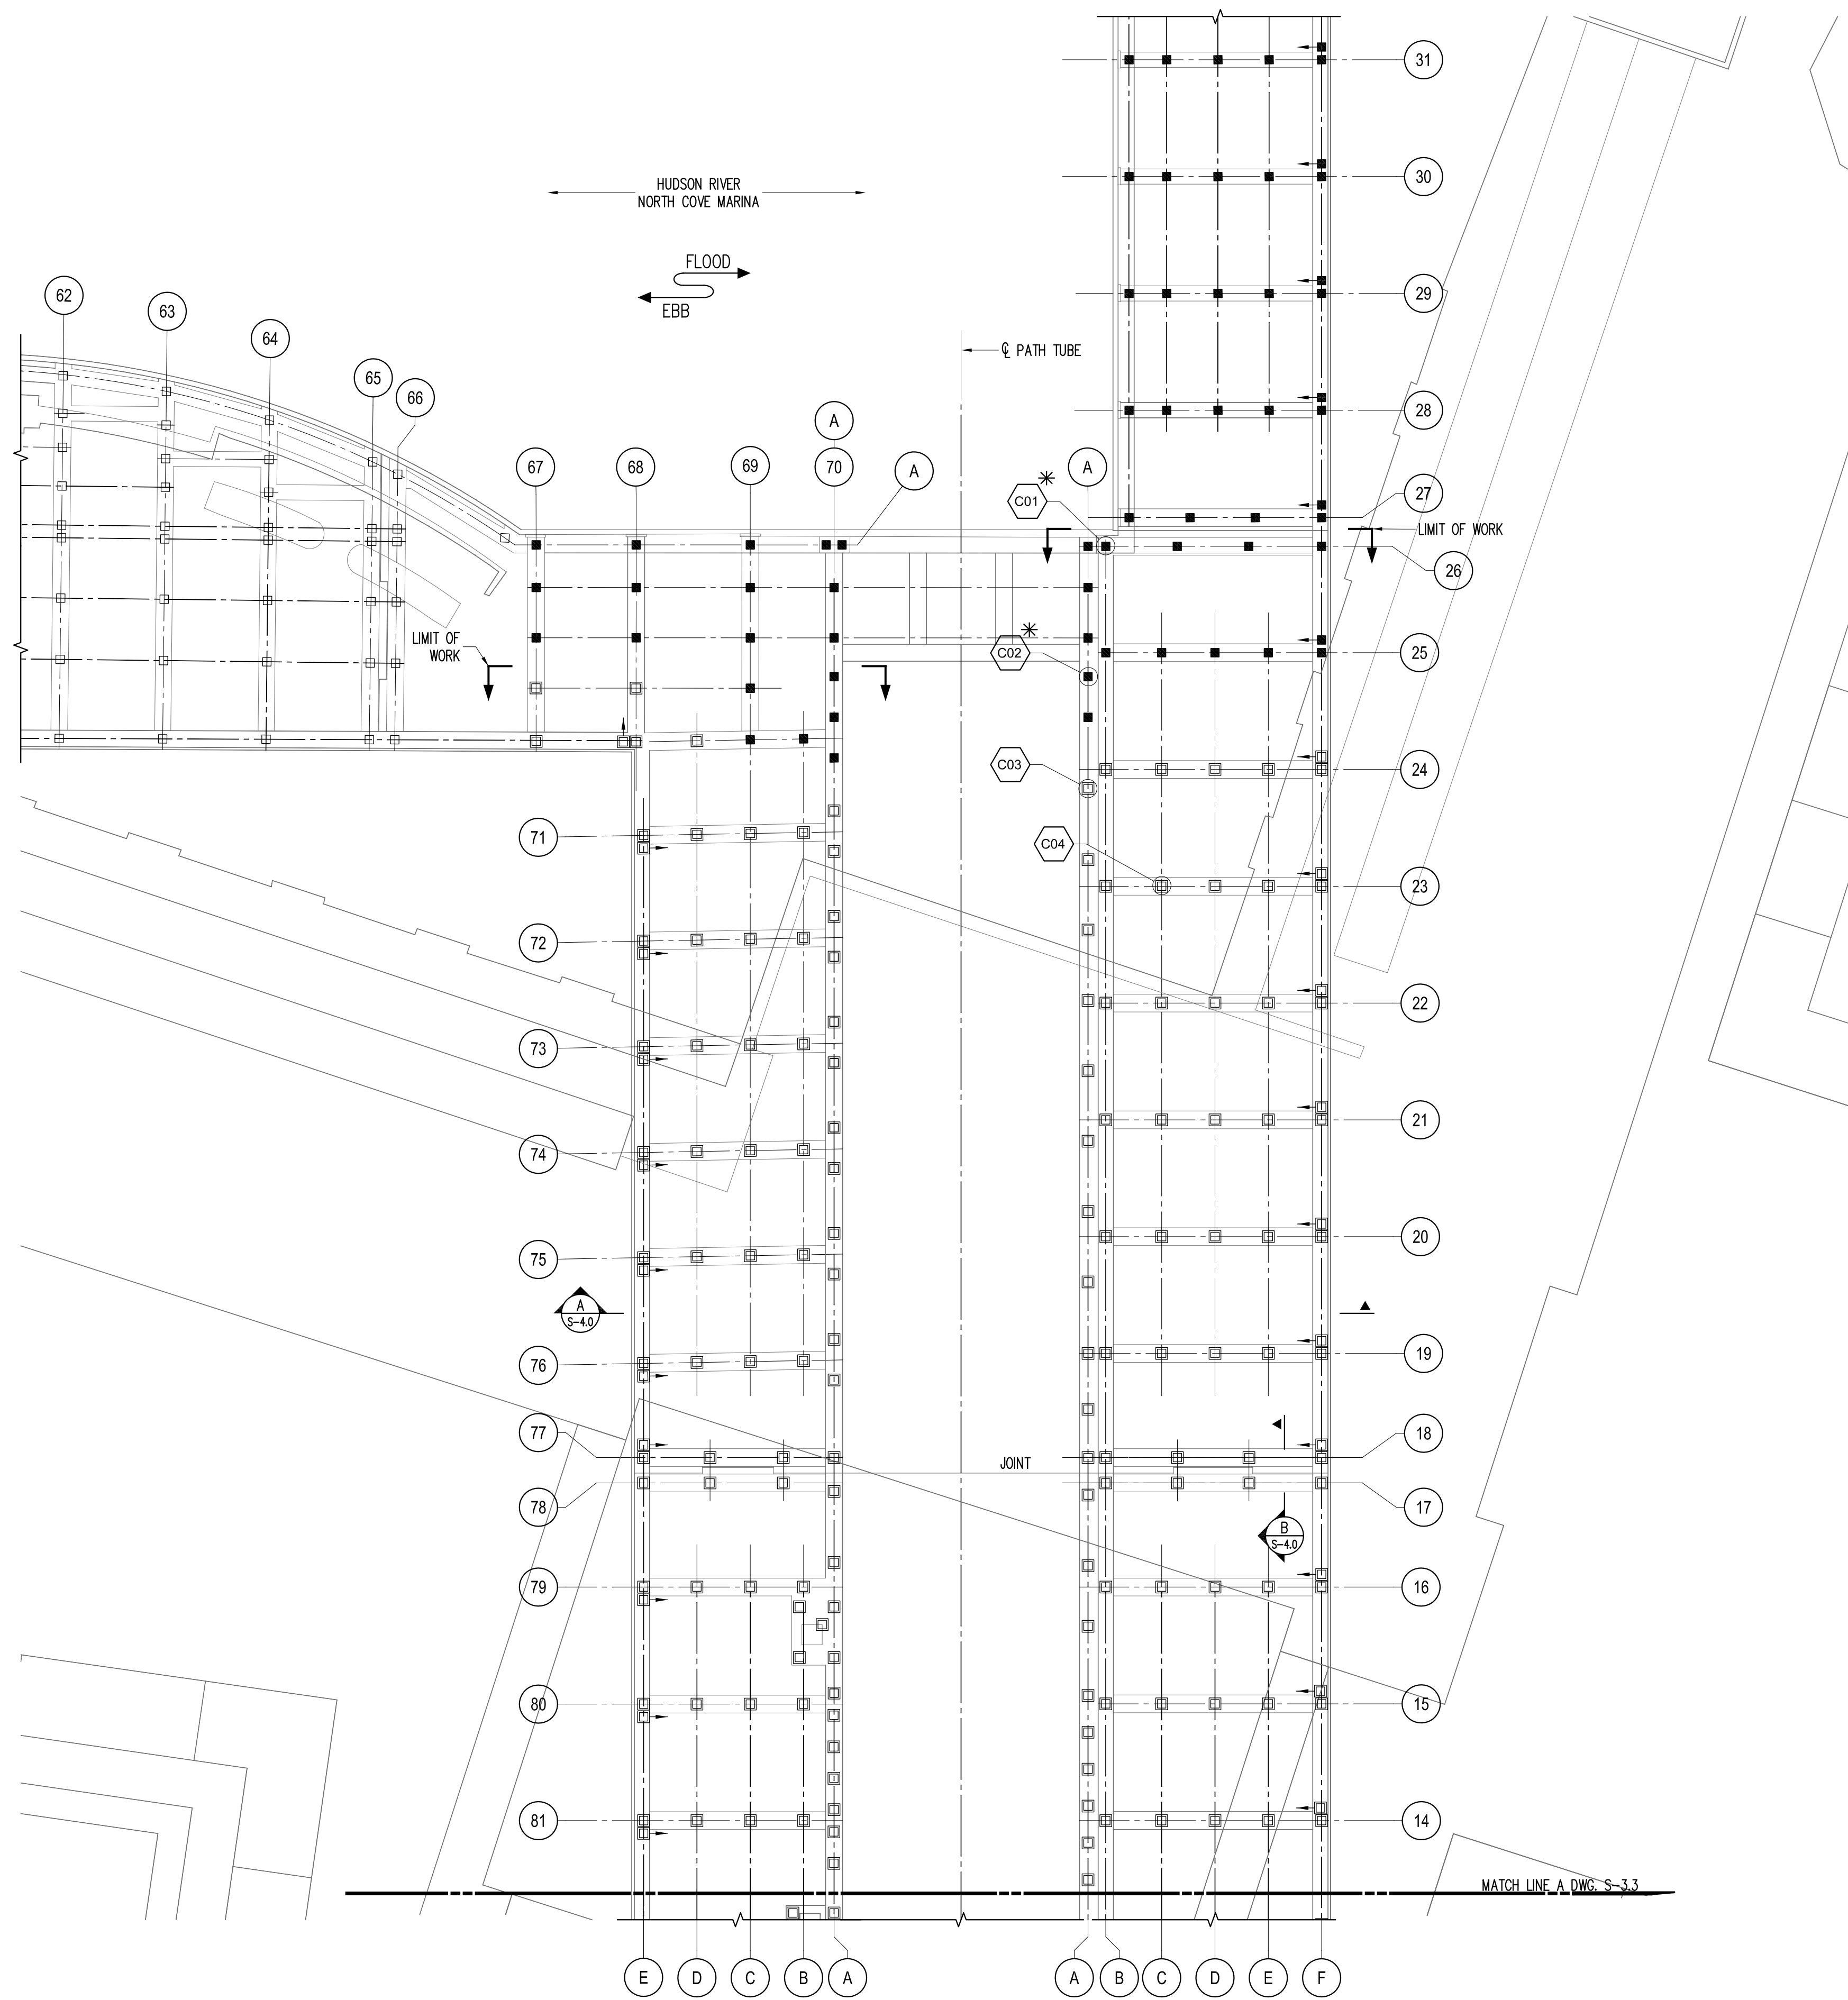 31
HUDSON RIVER
NORTH COVE MARINA
30
FLOOD
EBB
62
63
64
65
66
29
℄ PATH TUBE
28
A
67
68
69
70
A
A
C01
*
27
LIMIT OF WORK
26
LIMIT OF
WORK
C02
*
25
C03
24
71
C04
23
72
22
73
74
21
75
20
A
S-4.0
76
19
77
18
JOINT
78
17
B
S-4.0
79
16
80
15
81
14
MATCH LINE A DWG. S-3.3
E
D
C
B
A
A
B
C
D
E
F